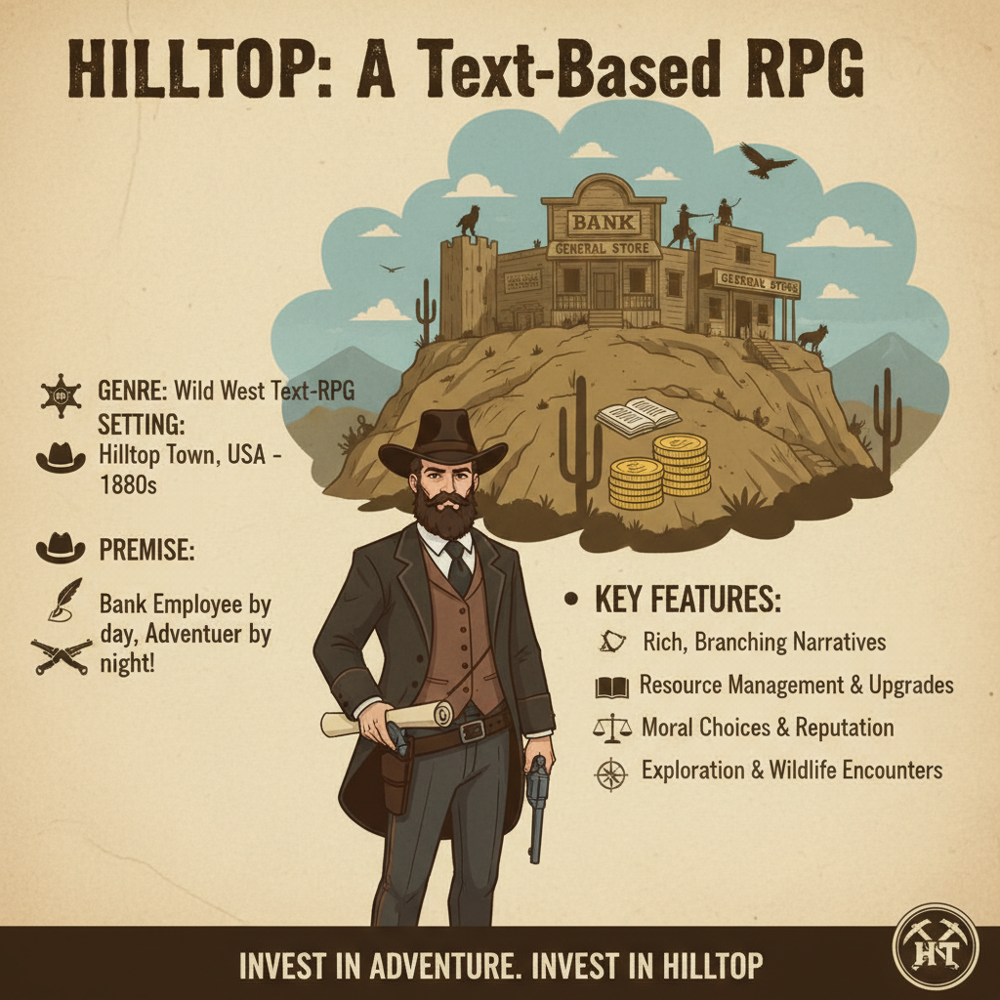 HILLTOP: A Text-Based RPG
BANK
GENERAL STORE
GENRE: Wild West Text-RPG
SETTING:
Hilltop Town, USA –
1880s
PREMISE:
Bank Employee by
day, Adventuer by
night!
• KEY FEATURES:
Rich, Branching Narratives
Resource Management & Upgrades
Moral Choices & Reputation
Exploration & Wildlife Encounters
INVEST IN ADVENTURE. INVEST IN HILLTOP
HT